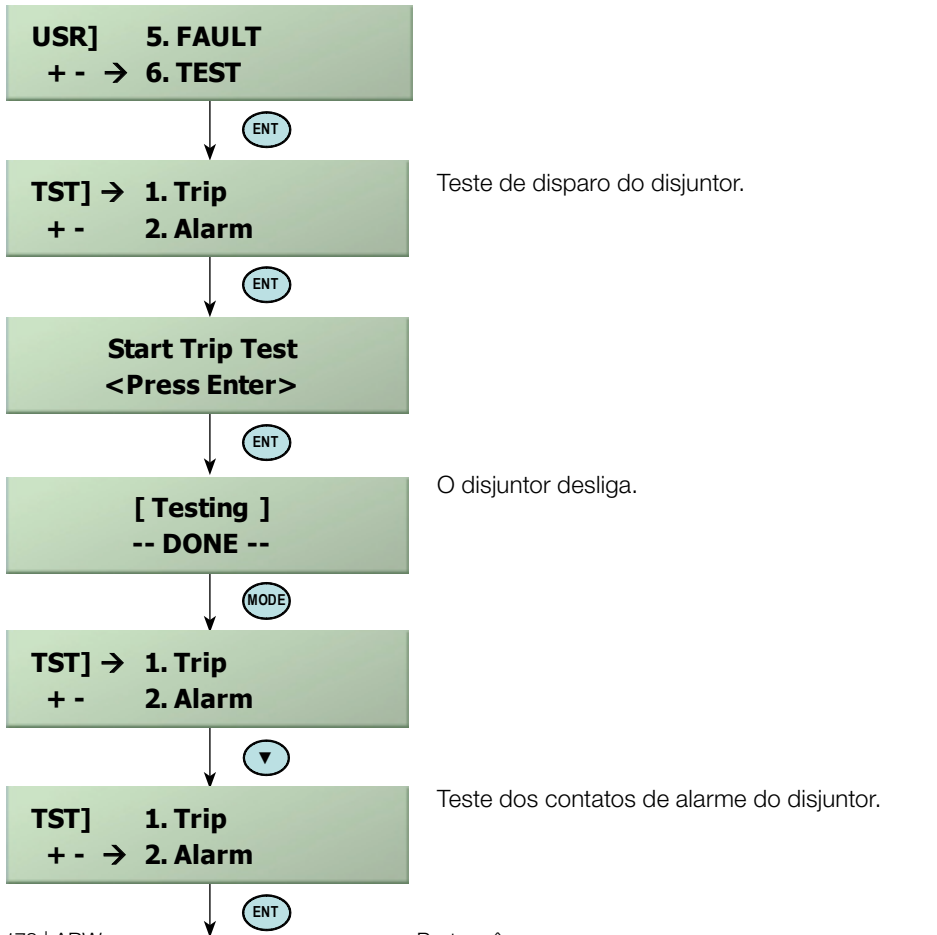 USR] 5. FAULT
+ - → 6. TEST
ENT
TST] → 1. Trip
+ - 2. Alarm
Teste de disparo do disjuntor.
ENT
Start Trip Test
<Press Enter>
ENT
[ Testing ]
-- DONE --
O disjuntor desliga.
MODE
TST] → 1. Trip
+ - 2. Alarm
▼
TST] 1. Trip
+ - → 2. Alarm
Teste dos contatos de alarme do disjuntor.
ENT